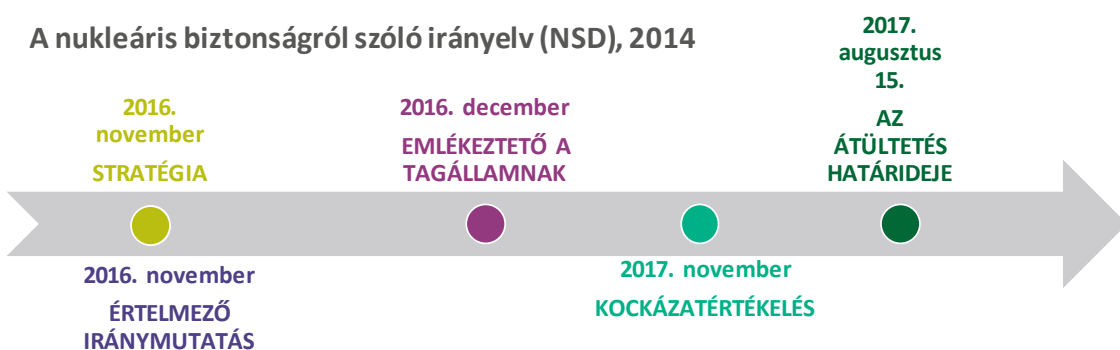 A nukleáris biztonságról szóló irányelv (NSD), 2014
2016.
november
STRATÉGIA
2016. december
EMLÉKEZTETŐ A
TAGÁLLAMNAK
2017.
augusztus
15.
AZ
ÁTÜLTETÉS
HATÁRIDEJE
2016. november
ÉRTELMEZŐ
IRÁNYMUTATÁS
2017. november
KOCKÁZATÉRTÉKELÉS